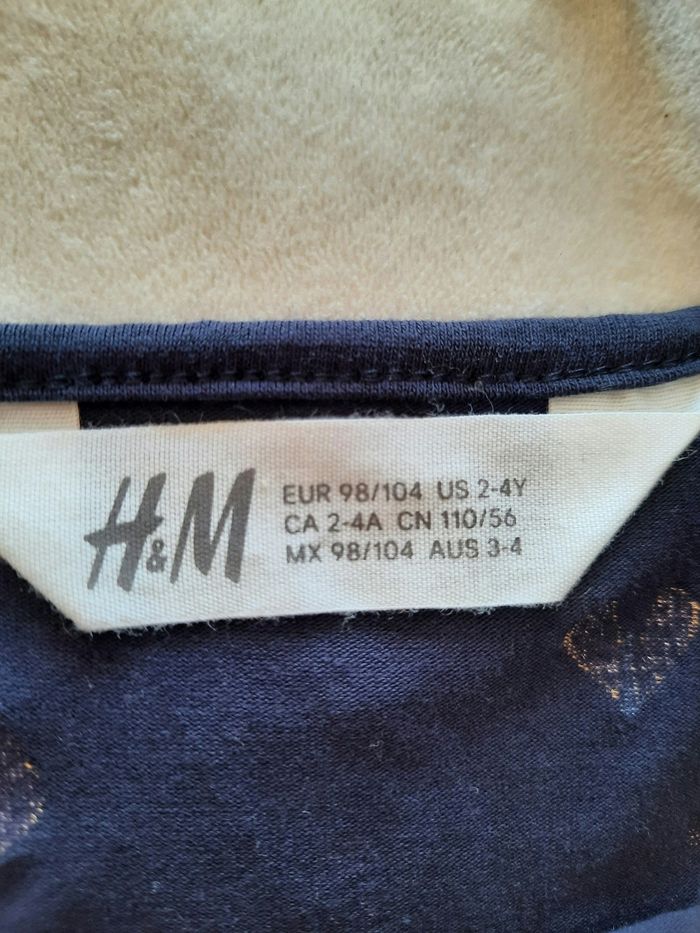 H&M
EUR 98/104 US 2-4Y
CA 2-4A CN 110/56
MX 98/104 AUS 3-4